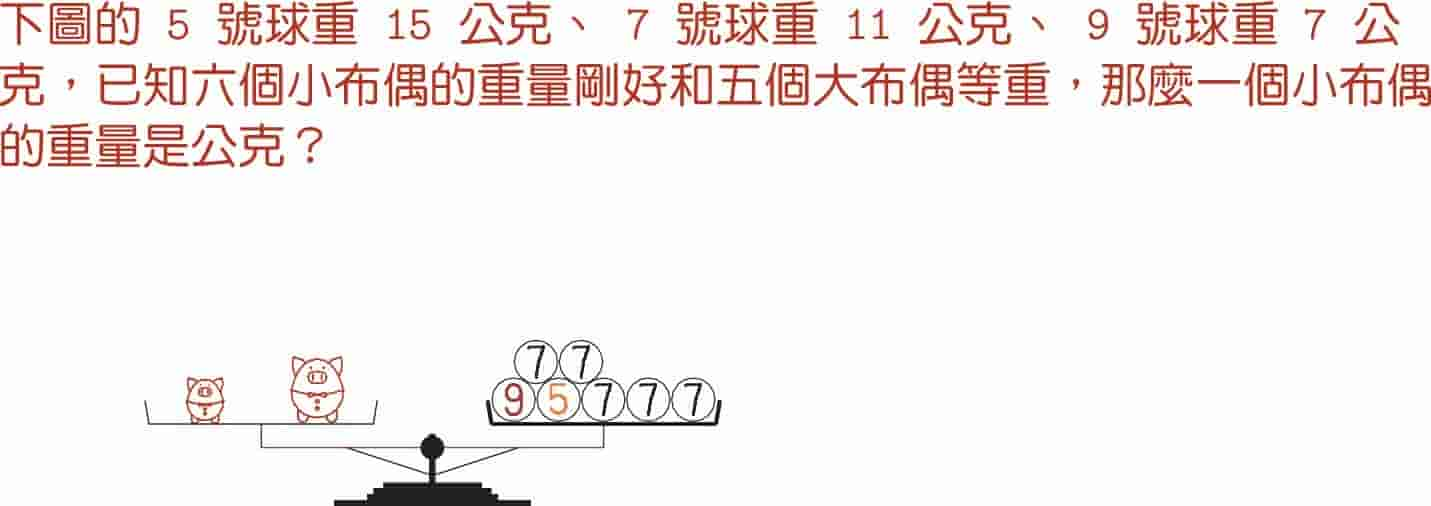 下圖的 5 號球重 15 公克、 7 號球重 11 公克、 9 號球重 7 公
克，已知六個小布偶的重量剛好和五個大布偶等重，那麼一個小布偶
的重量是公克？
7 7
9 5 7 7 7